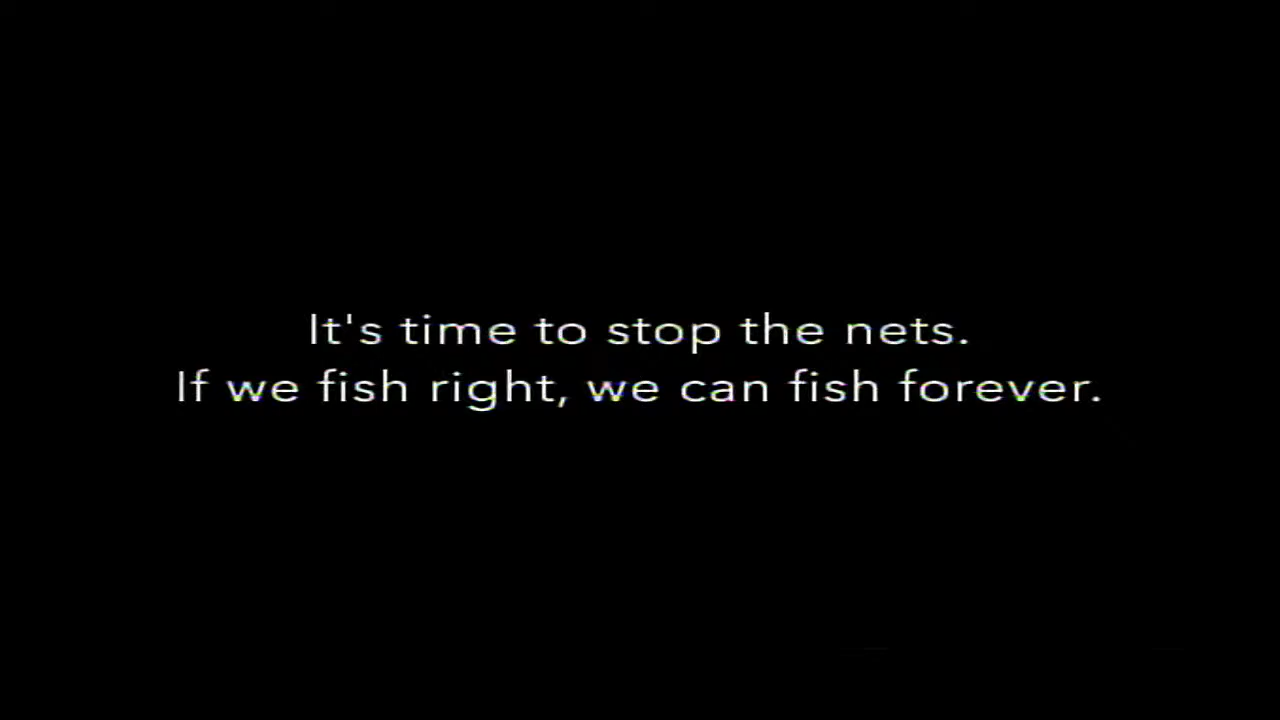 It's time to stop the nets.
If we fish right, we can fish forever.